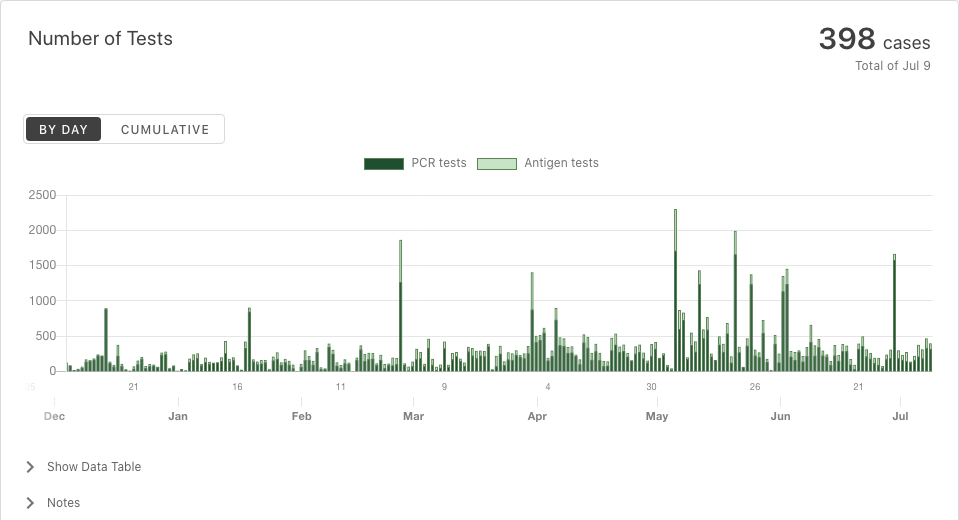 Number of Tests
398 cases
Total of Jul 9
BY DAY CUMULATIVE
PCR tests Antigen tests
2500
2000
1500
1000
500
0
21 16 11 9 4 30 26 21
Dec Jan Feb Mar Apr May Jun Jul
Show Data Table
Notes